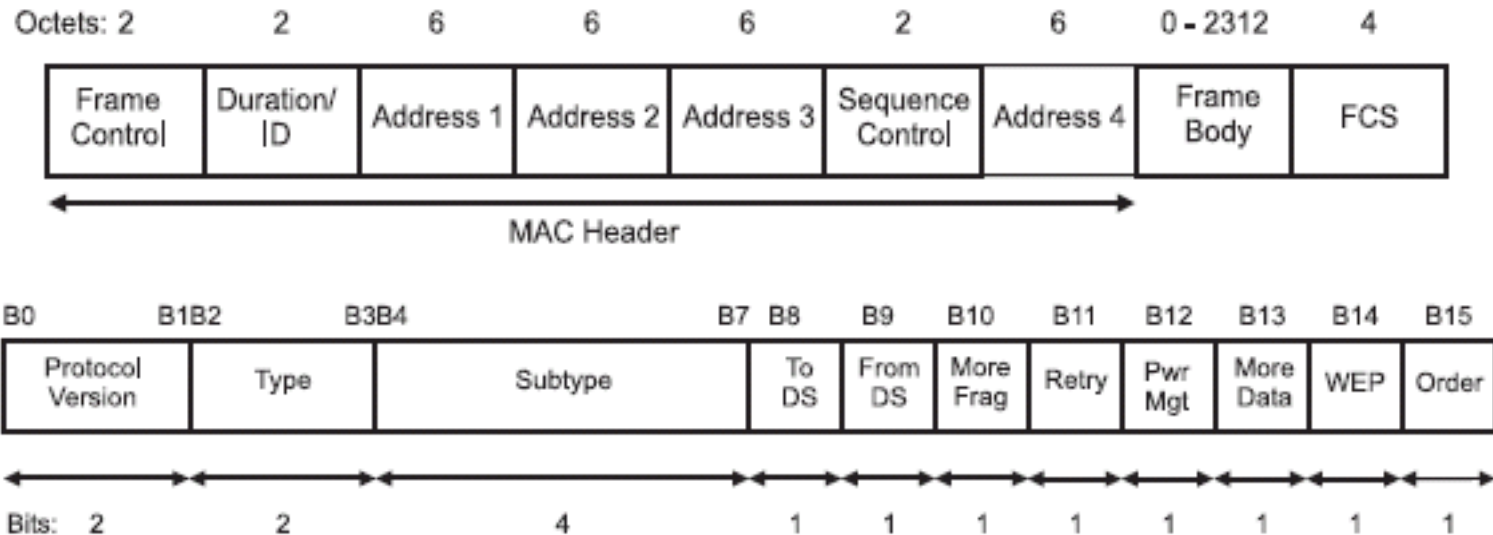 Octets: 2 2 6 6 6 2 6 0 - 2312 4
Frame Control Duration/ ID Address 1 Address 2 Address 3 Sequence Control Address 4 Frame Body FCS
MAC Header
B0 B1B2 B3B4 B7 B8 B9 B10 B11 B12 B13 B14 B15
Protocol Version Type Subtype To DS From DS More Frag Retry Pwr Mgt More Data WEP Order
Bits: 2 2 4 1 1 1 1 1 1 1 1